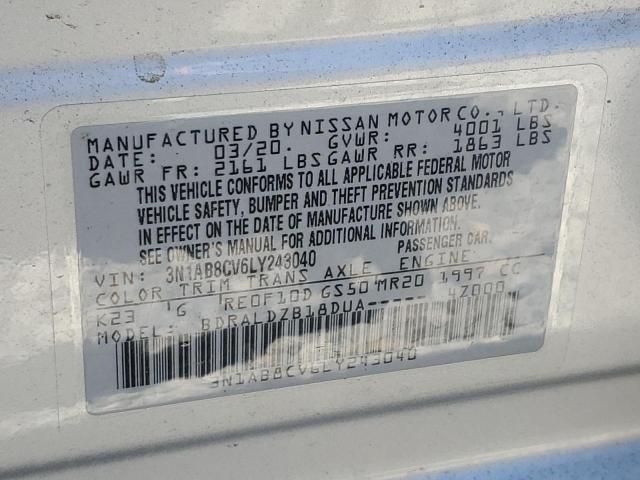 MANUFACTURED BY NISSAN MOTOR CO., LTD.
DATE: 03/20. GVWR: 4001 LBS
GAWR FR: 2161 LBS GAWR RR: 1863 LBS
THIS VEHICLE CONFORMS TO ALL APPLICABLE FEDERAL MOTOR
VEHICLE SAFETY, BUMPER AND THEFT PREVENTION STANDARDS
IN EFFECT ON THE DATE OF MANUFACTURE SHOWN ABOVE.
SEE OWNER'S MANUAL FOR ADDITIONAL INFORMATION.
VIN: 3N1AB8CV6LY243040 PASSENGER CAR.
COLOR TRIM TRANS AXLE ENGINE
K23 G RE0F10D GS50 MR20 1997 CC
MODEL: BDRALDZB18DUA----- 4Z000
3N1AB8CV6LY243040